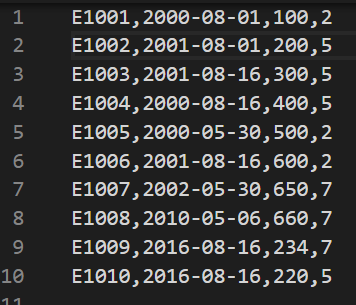 1 E1001,2000-08-01,100,2
2 E1002,2001-08-01,200,5
3 E1003,2001-08-16,300,5
4 E1004,2000-08-16,400,5
5 E1005,2000-05-30,500,2
6 E1006,2001-08-16,600,2
7 E1007,2002-05-30,650,7
8 E1008,2010-05-06,660,7
9 E1009,2016-08-16,234,7
10 E1010,2016-08-16,220,5
11